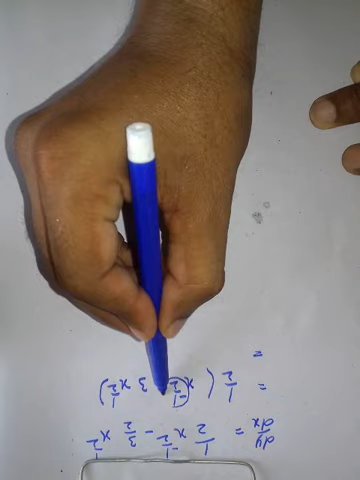 dy/dx = 1/2 x^(-1/2) - 3/2 x^(1/2)
= 1/2 ( x^(-1/2) 3 x^(1/2) )
=